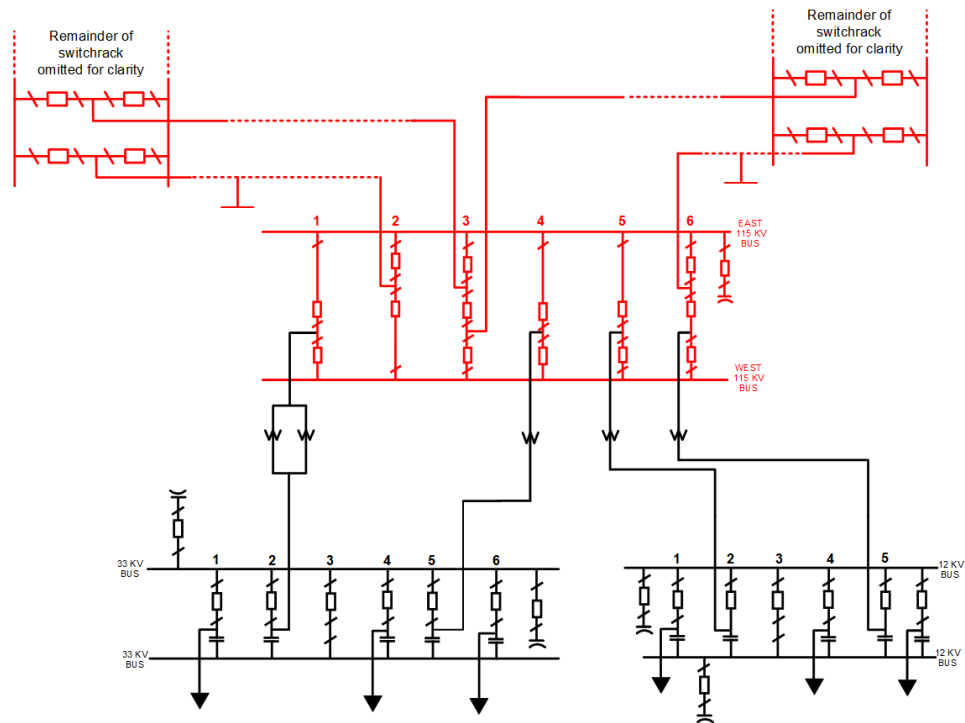 Remainder of
switchrack
omitted for clarity
Remainder of
switchrack
omitted for clarity
1 2 3 4 5 6
EAST
115 KV
BUS
WEST
115 KV
BUS
33 KV
BUS
1 2 3 4 5 6
1 2 3 4 5
12 KV
BUS
33 KV
BUS
12 KV
BUS